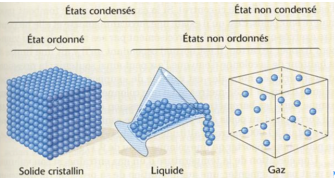 États condensés
État non condensé
État ordonné
États non ordonnés
Solide cristallin
Liquide
Gaz